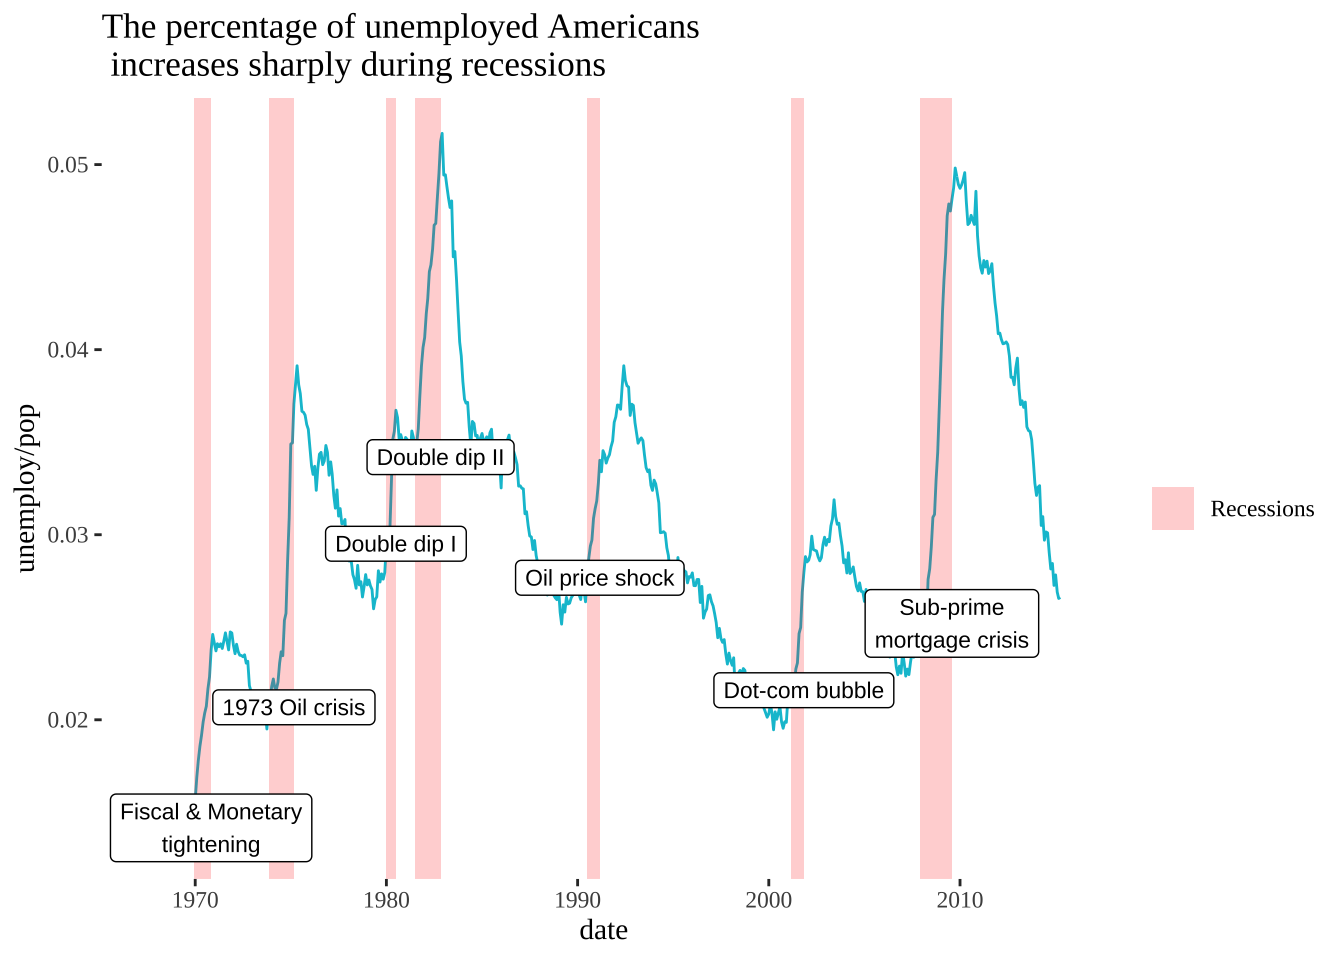 The percentage of unemployed Americans
increases sharply during recessions
unemploy/pop
0.05
0.04
0.03
0.02
Double dip II
Double dip I
Oil price shock
Sub-prime
mortgage crisis
Dot-com bubble
1973 Oil crisis
Fiscal & Monetary
tightening
1970
1980
1990
2000
2010
date
Recessions